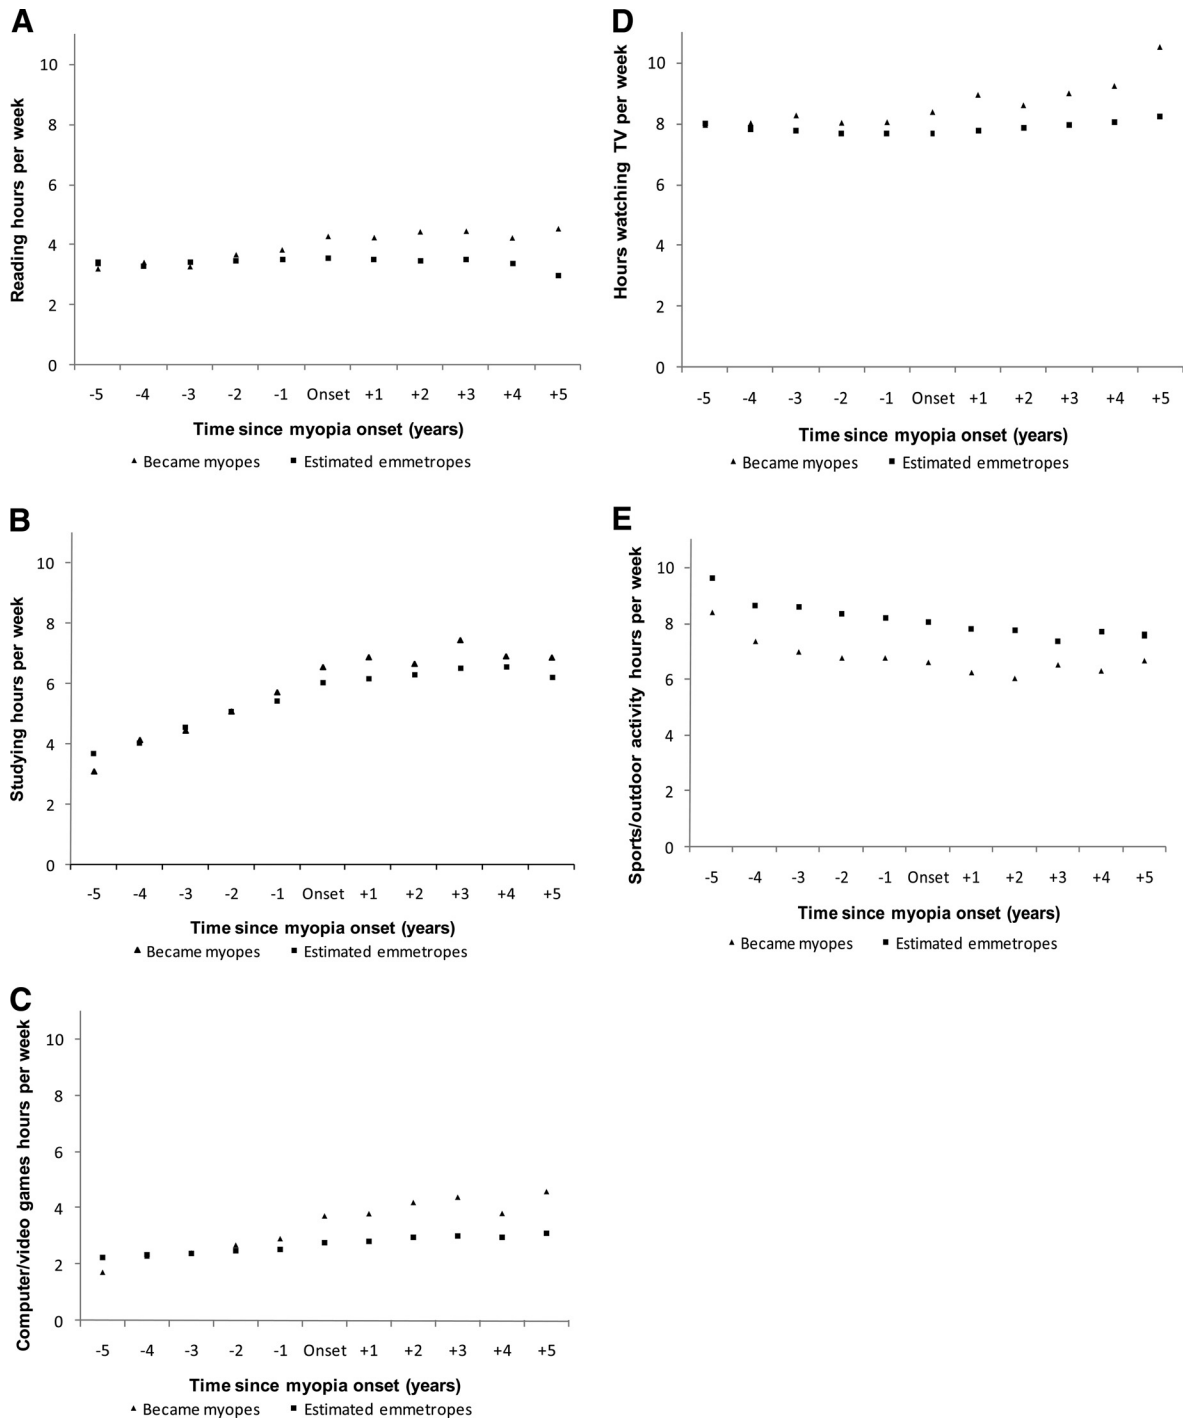 A
Reading hours per week
10
8
6
4
2
0
-5 -4 -3 -2 -1 Onset +1 +2 +3 +4 +5
Time since myopia onset (years)
Became myopes Estimated emmetropes
B
Studying hours per week
10
8
6
4
2
0
-5 -4 -3 -2 -1 Onset +1 +2 +3 +4 +5
Time since myopia onset (years)
Became myopes Estimated emmetropes
C
Computer/video games hours per week
10
8
6
4
2
0
-5 -4 -3 -2 -1 Onset +1 +2 +3 +4 +5
Time since myopia onset (years)
Became myopes Estimated emmetropes
D
Hours watching TV per week
10
8
6
4
2
0
-5 -4 -3 -2 -1 Onset +1 +2 +3 +4 +5
Time since myopia onset (years)
Became myopes Estimated emmetropes
E
Sports/outdoor activity hours per week
10
8
6
4
2
0
-5 -4 -3 -2 -1 Onset +1 +2 +3 +4 +5
Time since myopia onset (years)
Became myopes Estimated emmetropes